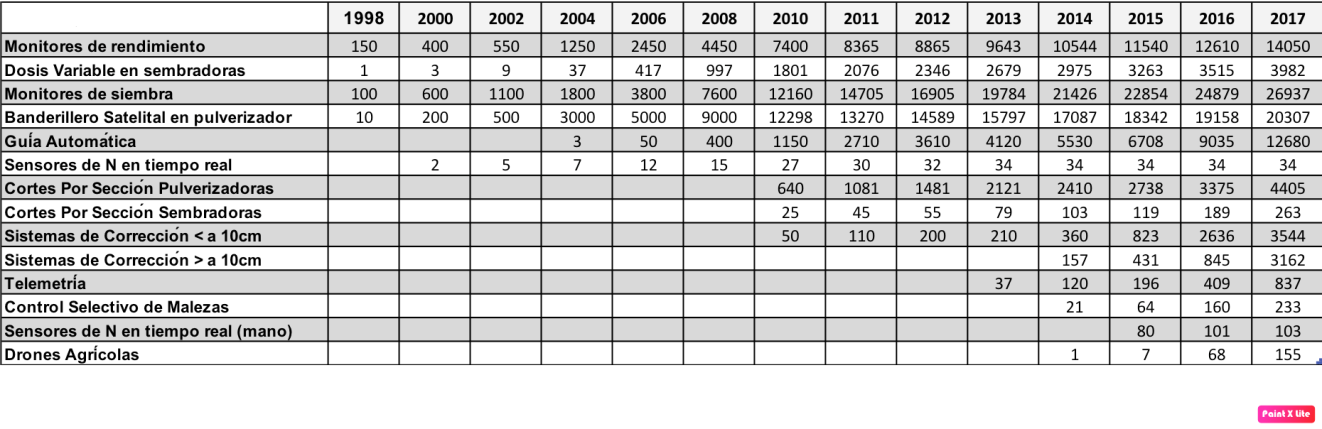 1998 2000 2002 2004 2006 2008 2010 2011 2012 2013 2014 2015 2016 2017
Monitores de rendimiento 150 400 550 1250 2450 4450 7400 8365 8865 9643 10544 11540 12610 14050
Dosis Variable en sembradoras 1 3 9 37 417 997 1801 2076 2346 2679 2975 3263 3515 3982
Monitores de siembra 100 600 1100 1800 3800 7600 12160 14705 16905 19784 21426 22854 24879 26937
Banderillero Satelital en pulverizador 10 200 500 3000 5000 9000 12298 13270 14589 15797 17087 18342 19158 20307
Guía Automática 3 50 400 1150 2710 3610 4120 5530 6708 9035 12680
Sensores de N en tiempo real 2 5 7 12 15 27 30 32 34 34 34 34 34
Cortes Por Sección Pulverizadoras 640 1081 1481 2121 2410 2738 3375 4405
Cortes Por Sección Sembradoras 25 45 55 79 103 119 189 263
Sistemas de Corrección < a 10cm 50 110 200 210 360 823 2636 3544
Sistemas de Corrección > a 10cm 157 431 845 3162
Telemetría 37 120 196 409 837
Control Selectivo de Malezas 21 64 160 233
Sensores de N en tiempo real (mano) 80 101 103
Drones Agrícolas 1 7 68 155
Paint X Lite